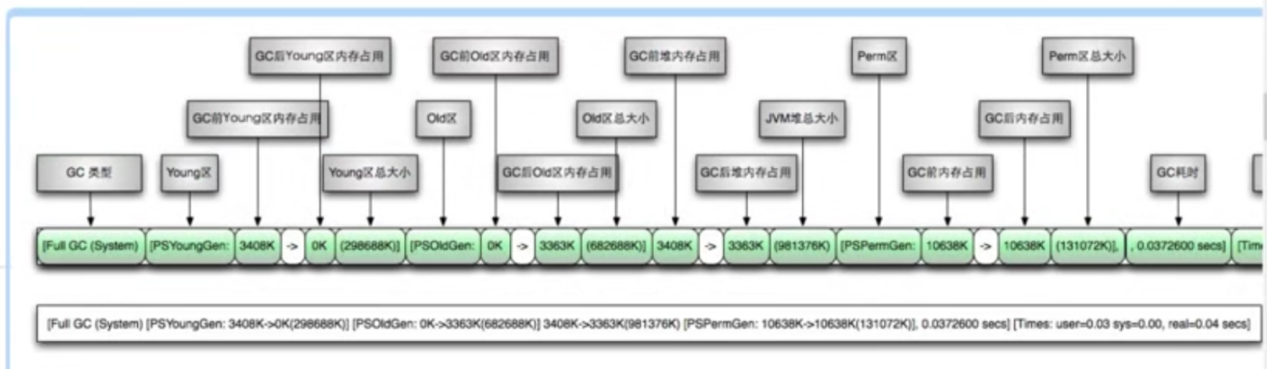 GC后Young区内存占用 GC前Old区内存占用 GC前堆内存占用 Perm区 Perm区总大小
GC前Young区内存占用 Old区 Old区总大小 JVM堆总大小 GC后内存占用
GC 类型 Young区 Young区总大小 GC后Old区内存占用 GC后堆内存占用 GC前内存占用 GC耗时
[Full GC (System) [PSYoungGen: 3408K -> 0K (298688K)] [PSOldGen: 0K -> 3363K (682688K)] 3408K -> 3363K (981376K) [PSPermGen: 10638K -> 10638K (131072K)], , 0.0372600 secs] [Tim
[Full GC (System) [PSYoungGen: 3408K->0K(298688K)] [PSOldGen: 0K->3363K(682688K)] 3408K->3363K(981376K) [PSPermGen: 10638K->10638K(131072K)], 0.0372600 secs] [Times: user=0.03 sys=0.00, real=0.04 secs]